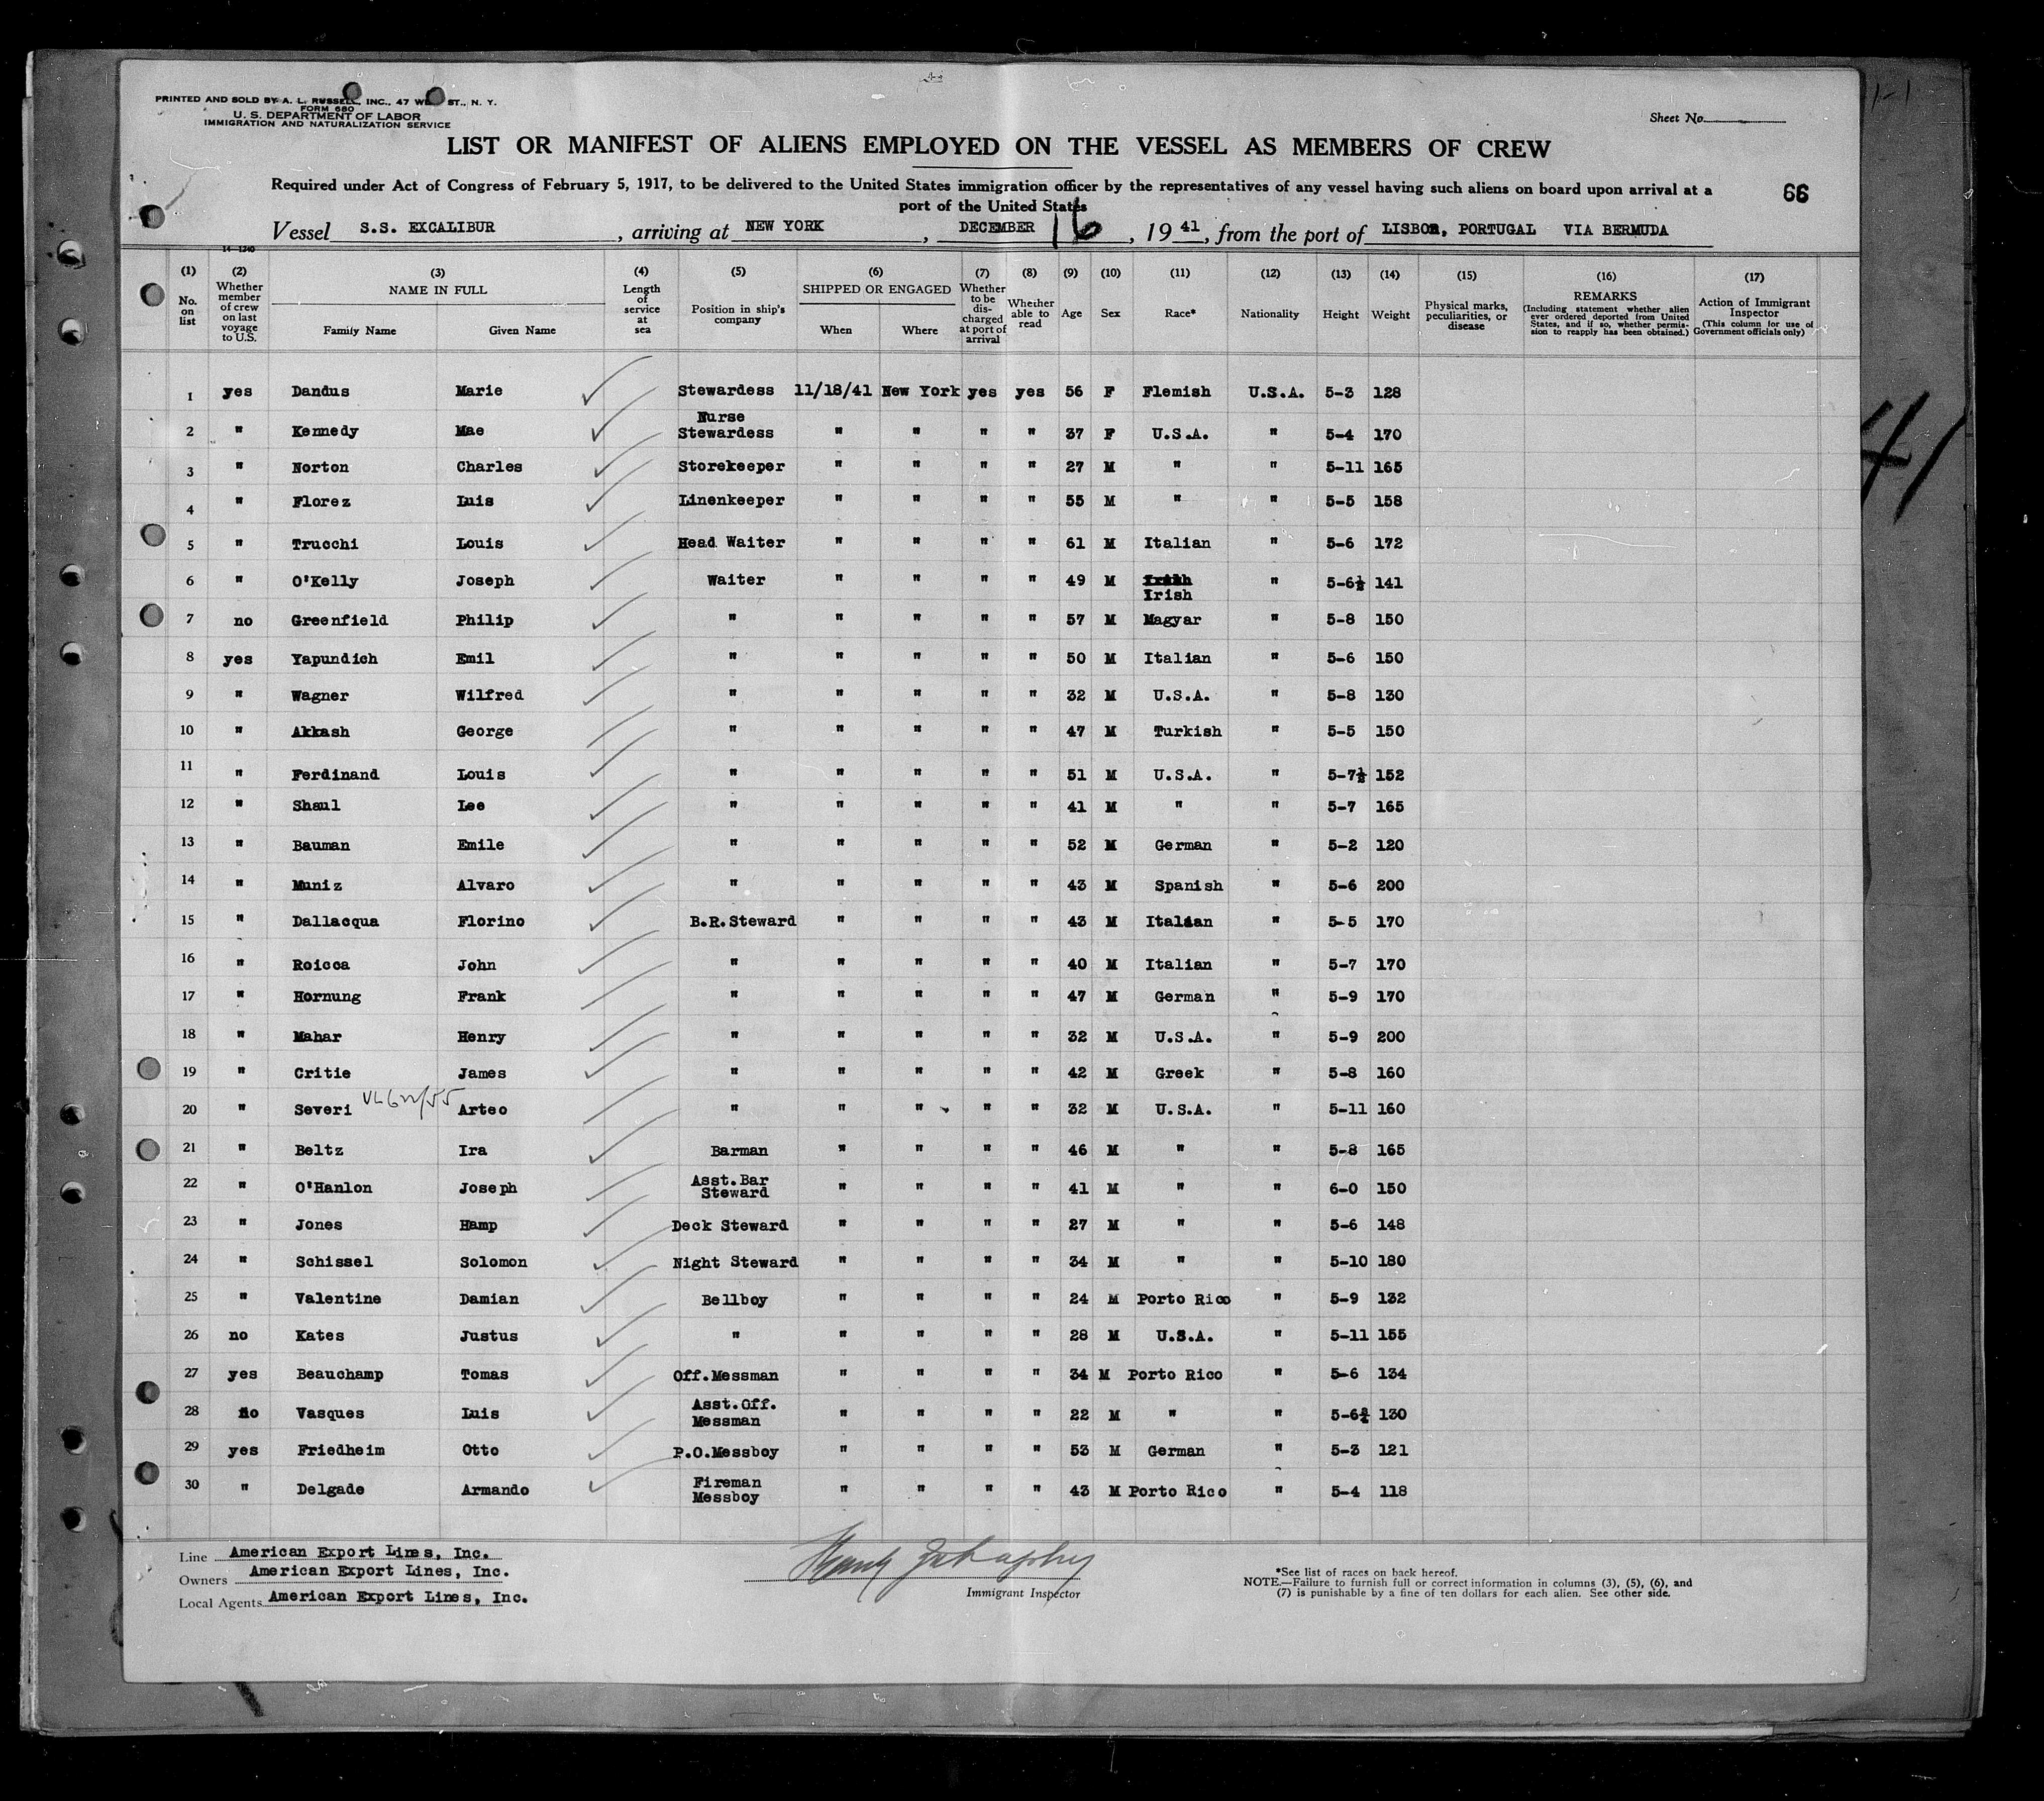 PRINTED AND SOLD BY A. L. RUSSELL, INC., 47 ST., N. Y.
FORM 680
U. S. DEPARTMENT OF LABOR
IMMIGRATION AND NATURALIZATION SERVICE
Sheet No.
LIST OR MANIFEST OF ALIENS EMPLOYED ON THE VESSEL AS MEMBERS OF CREW
Required under Act of Congress of February 5, 1917, to be delivered to the United States immigration officer by the representatives of any vessel having such aliens on board upon arrival at a
port of the United States
66
Vessel S.S. EXCALIBUR, arriving at NEW YORK, DECEMBER 16, 19 41, from the port of LISBON, PORTUGAL VIA BERMUDA
14—1240
41
(1) No. on list
(2) Whether member of crew on last voyage to U.S.
(3) NAME IN FULL Family Name Given Name
(4) Length of service at sea
(5) Position in ship's company
(6) SHIPPED OR ENGAGED When Where
(7) Whether to be discharged at port of arrival
(8) Whether able to read
(9) Age
(10) Sex
(11) Race*
(12) Nationality
(13) Height
(14) Weight
(15) Physical marks, peculiarities, or disease
(16) REMARKS (Including statement whether alien ever ordered deported from United States, and if so, whether permission to reapply has been obtained.)
(17) Action of Immigrant Inspector (This column for use of Government officials only)
1 yes Dandus Marie Stewardess 11/18/41 New York yes yes 56 F Flemish U.S.A. 5-3 128
2 " Kennedy Mae Nurse Stewardess " " " " 37 F U.S.A. " 5-4 170
3 " Norton Charles Storekeeper " " " " 27 M " " 5-11 165
4 " Florez Luis Linenkeeper " " " " 55 M " " 5-5 158
5 " Trucchi Louis Head Waiter " " " " 61 M Italian " 5-6 172
6 " O'Kelly Joseph Waiter " " " " 49 M Irish " 5-6½ 141
7 no Greenfield Philip " " " " " 57 M Magyar " 5-8 150
8 yes Yapundich Emil " " " " " 50 M Italian " 5-6 150
9 " Wagner Wilfred " " " " " 32 M U.S.A. " 5-8 130
10 " Akkash George " " " " " 47 M Turkish " 5-5 150
11 " Ferdinand Louis " " " " " 51 M U.S.A. " 5-7½ 152
12 " Shaul Lee " " " " " 41 M " " 5-7 165
13 " Bauman Emile " " " " " 52 M German " 5-2 120
14 " Muniz Alvaro " " " " " 43 M Spanish " 5-6 200
15 " Dallacqua Florino B.R.Steward " " " " 43 M Italian " 5-5 170
16 " Roicca John " " " " " 40 M Italian " 5-7 170
17 " Hornung Frank " " " " " 47 M German " 5-9 170
18 " Mahar Henry " " " " " 32 M U.S.A. " 5-9 200
19 " Critie James " " " " " 42 M Greek " 5-8 160
20 " Severi Arteo " " " " " 32 M U.S.A. " 5-11 160
21 " Beltz Ira Barman " " " " 46 M " " 5-8 165
22 " O'Hanlon Joseph Asst.Bar Steward " " " " 41 M " " 6-0 150
23 " Jones Hamp Deck Steward " " " " 27 M " " 5-6 148
24 " Schissel Solomon Night Steward " " " " 34 M " " 5-10 180
25 " Valentine Damian Bellboy " " " " 24 M Porto Rico " 5-9 132
26 no Kates Justus " " " " " 28 M U.S.A. " 5-11 155
27 yes Beauchamp Tomas Off.Messman " " " " 34 M Porto Rico " 5-6 134
28 no Vasques Luis Asst.Off. Messman " " " " 22 M " " 5-6¾ 130
29 yes Friedheim Otto P.O.Messboy " " " " 53 M German " 5-3 121
30 " Delgade Armando Fireman Messboy " " " " 43 M Porto Rico " 5-4 118
Line American Export Lines, Inc.
Owners American Export Lines, Inc.
Local Agents American Export Lines, Inc.
Immigrant Inspector
*See list of races on back hereof.
NOTE.—Failure to furnish full or correct information in columns (3), (5), (6), and
(7) is punishable by a fine of ten dollars for each alien. See other side.